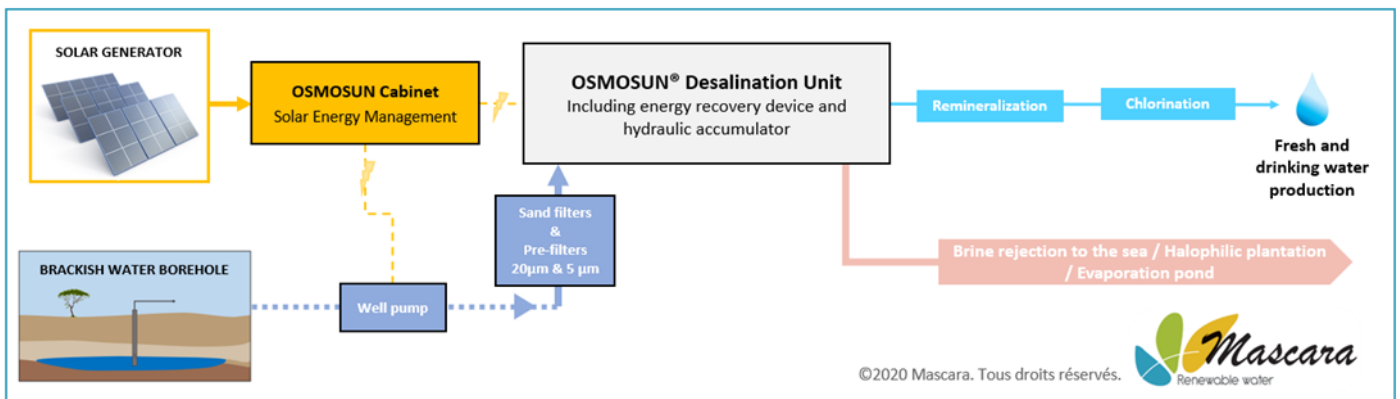 SOLAR GENERATOR
OSMOSUN Cabinet
Solar Energy Management
OSMOSUN® Desalination Unit
Including energy recovery device and
hydraulic accumulator
Remineralization
Chlorination
Fresh and
drinking water
production
Sand filters
&
Pre-filters
20µm & 5 µm
BRACKISH WATER BOREHOLE
Well pump
Brine rejection to the sea / Halophilic plantation
/ Evaporation pond
©2020 Mascara. Tous droits réservés.
Mascara
Renewable water